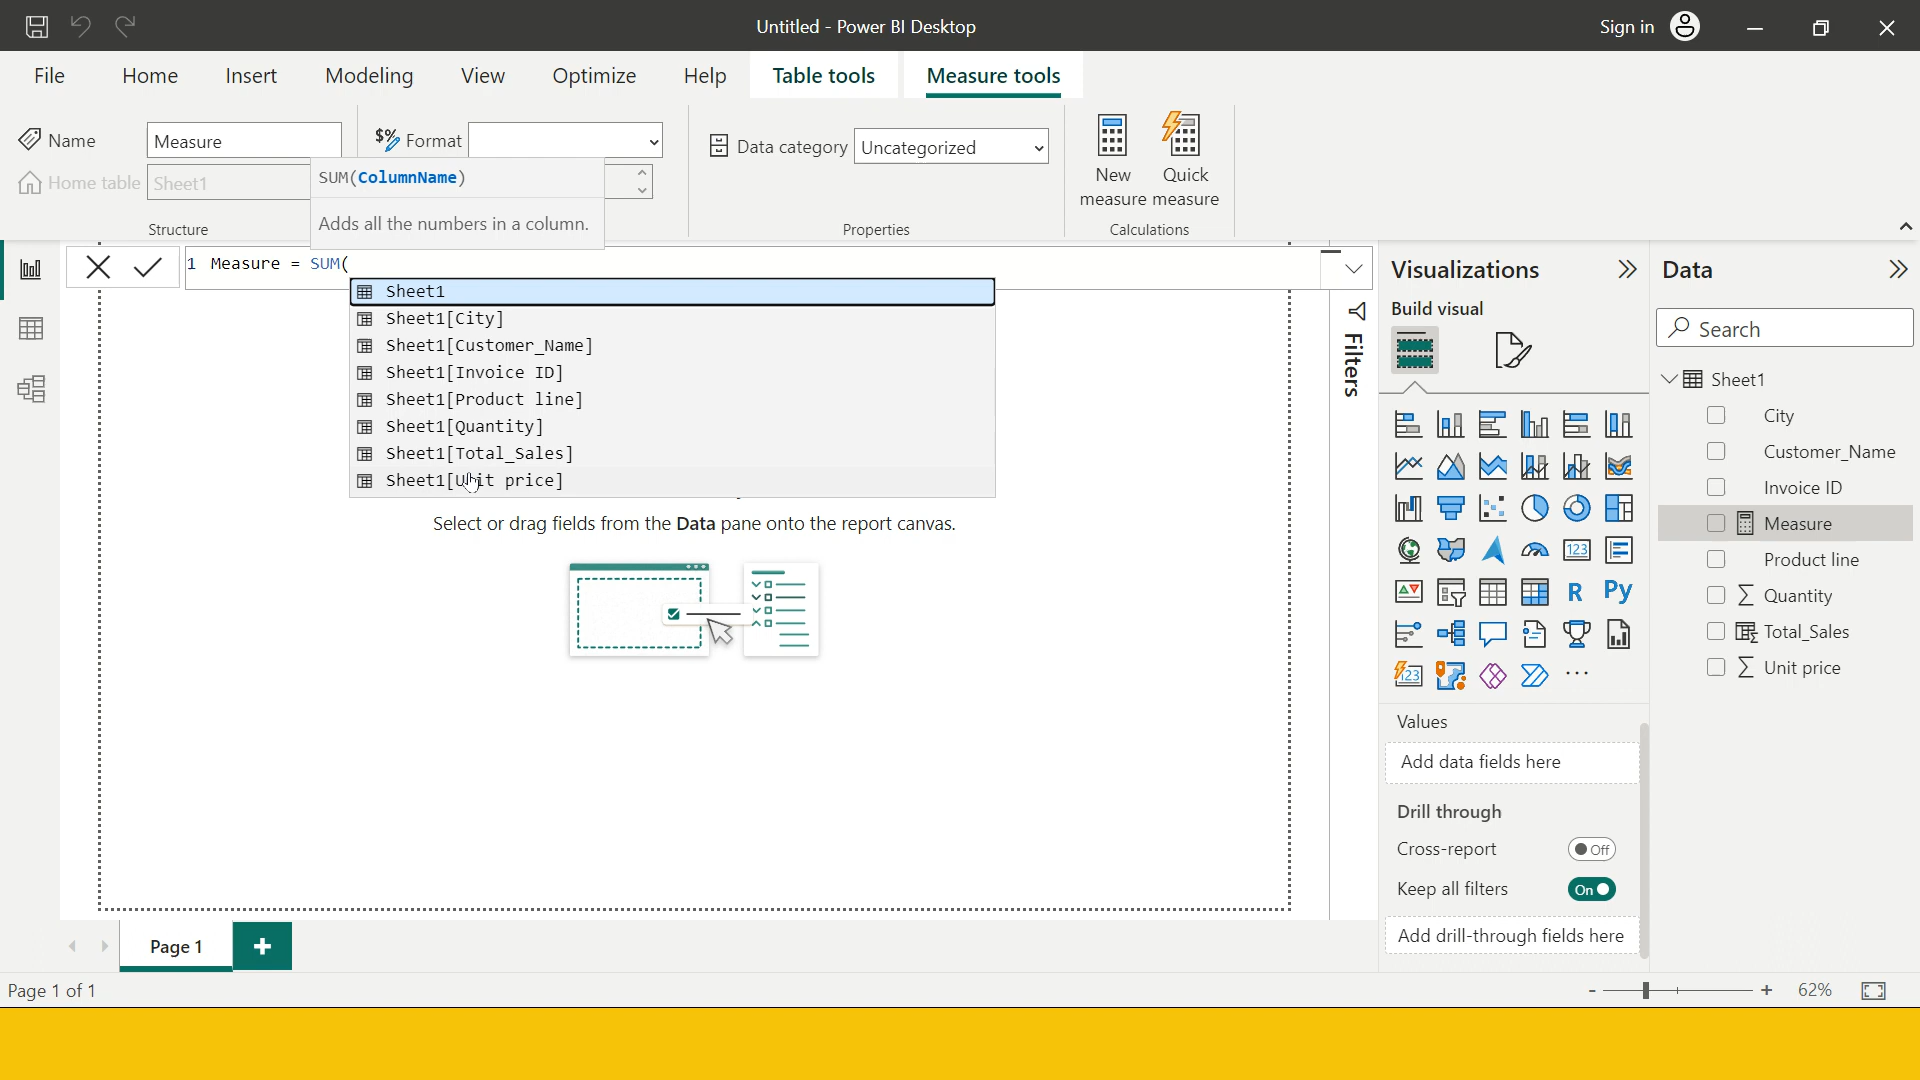 Untitled - Power BI Desktop
Sign in
File Home Insert Modeling View Optimize Help Table tools Measure tools
Name Measure
$% Format
Home table Sheet1
SUM(ColumnName)
Adds all the numbers in a column.
Structure
Data category Uncategorized
Properties
New measure
Quick measure
Calculations
1 Measure = SUM(
Sheet1
Sheet1[City]
Sheet1[Customer_Name]
Sheet1[Invoice ID]
Sheet1[Product line]
Sheet1[Quantity]
Sheet1[Total_Sales]
Sheet1[Unit price]
Select or drag fields from the Data pane onto the report canvas.
Filters
Visualizations
Build visual
123
R
Py
123
Values
Add data fields here
Drill through
Cross-report Off
Keep all filters On
Add drill-through fields here
Data
Search
Sheet1
City
Customer_Name
Invoice ID
Measure
Product line
Quantity
Total_Sales
Unit price
Page 1
Page 1 of 1
- + 62%